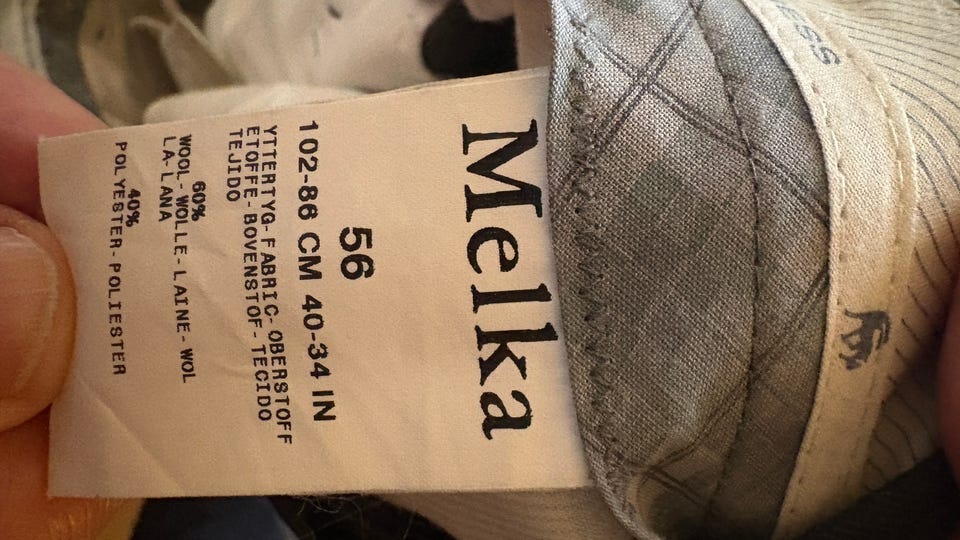 Melka
56
102-86 CM 40-34 IN
YTTERTYG-FABRIC-OBERSTOFF
ETOFFE-BOVENSTOF-TECIDO
TEJIDO
60%
WOOL-WOLLE-LAINE-WOL
LA-LANA
40%
POLYESTER-POLIESTER
ESS